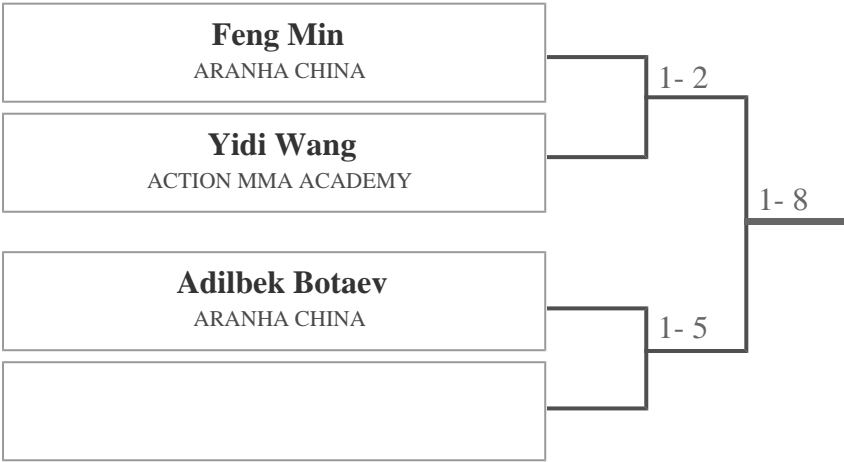 Feng Min
ARANHA CHINA
1- 2
Yidi Wang
ACTION MMA ACADEMY
1- 8
Adilbek Botaev
ARANHA CHINA
1- 5